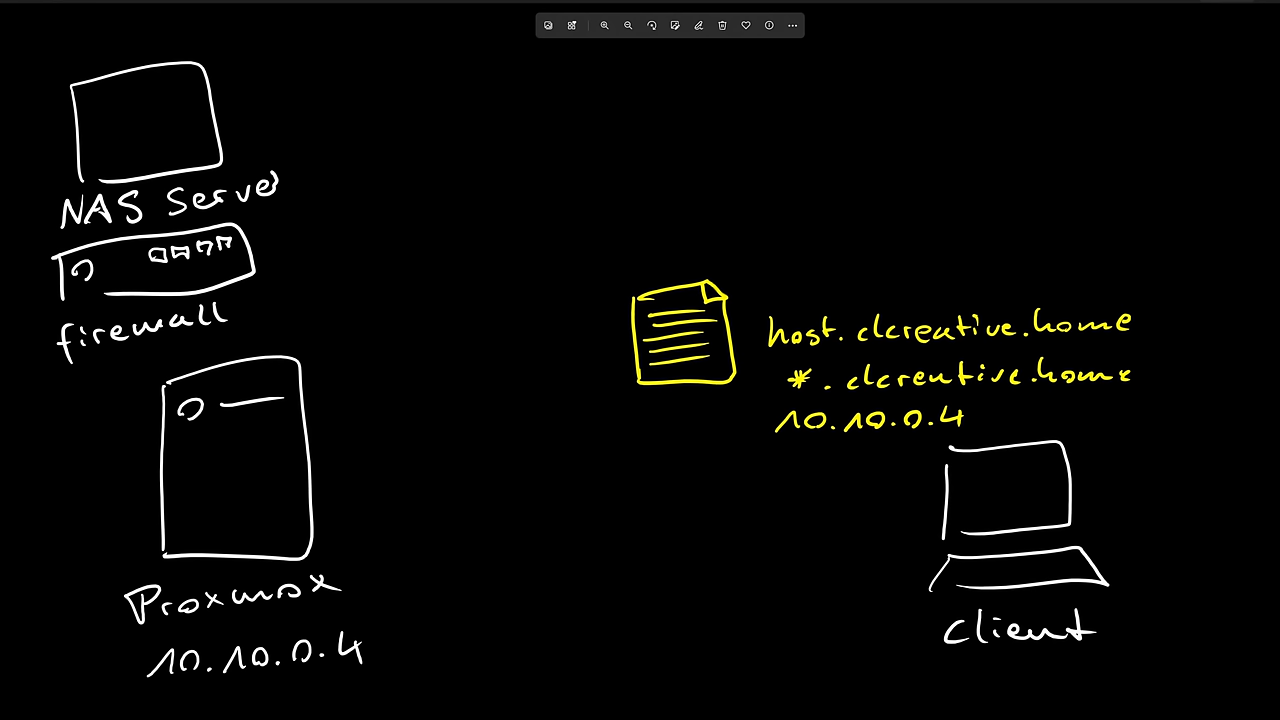 NAS Server
firewall
Proxmox
10.10.0.4
host.clcreative.home
*.clcreative.home
10.10.0.4
client